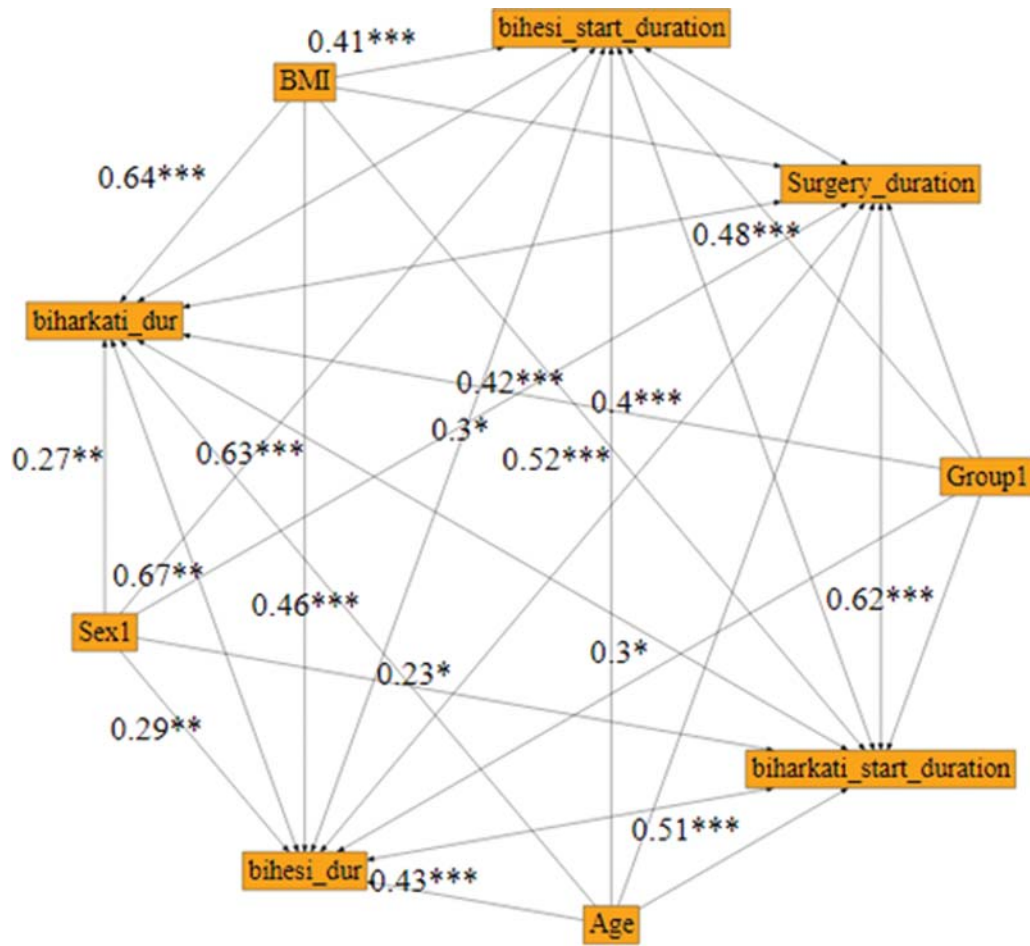 bihesi_start_duration
0.41***
BMI
0.64***
Surgery_duration
0.48***
biharkati_dur
0.42***
0.4***
0.3*
0.27**
0.63***
0.52***
Group1
0.67**
0.46***
0.62***
Sex1
0.3*
0.23*
0.29**
biharkati_start_duration
0.51***
bihesi_dur
0.43***
Age